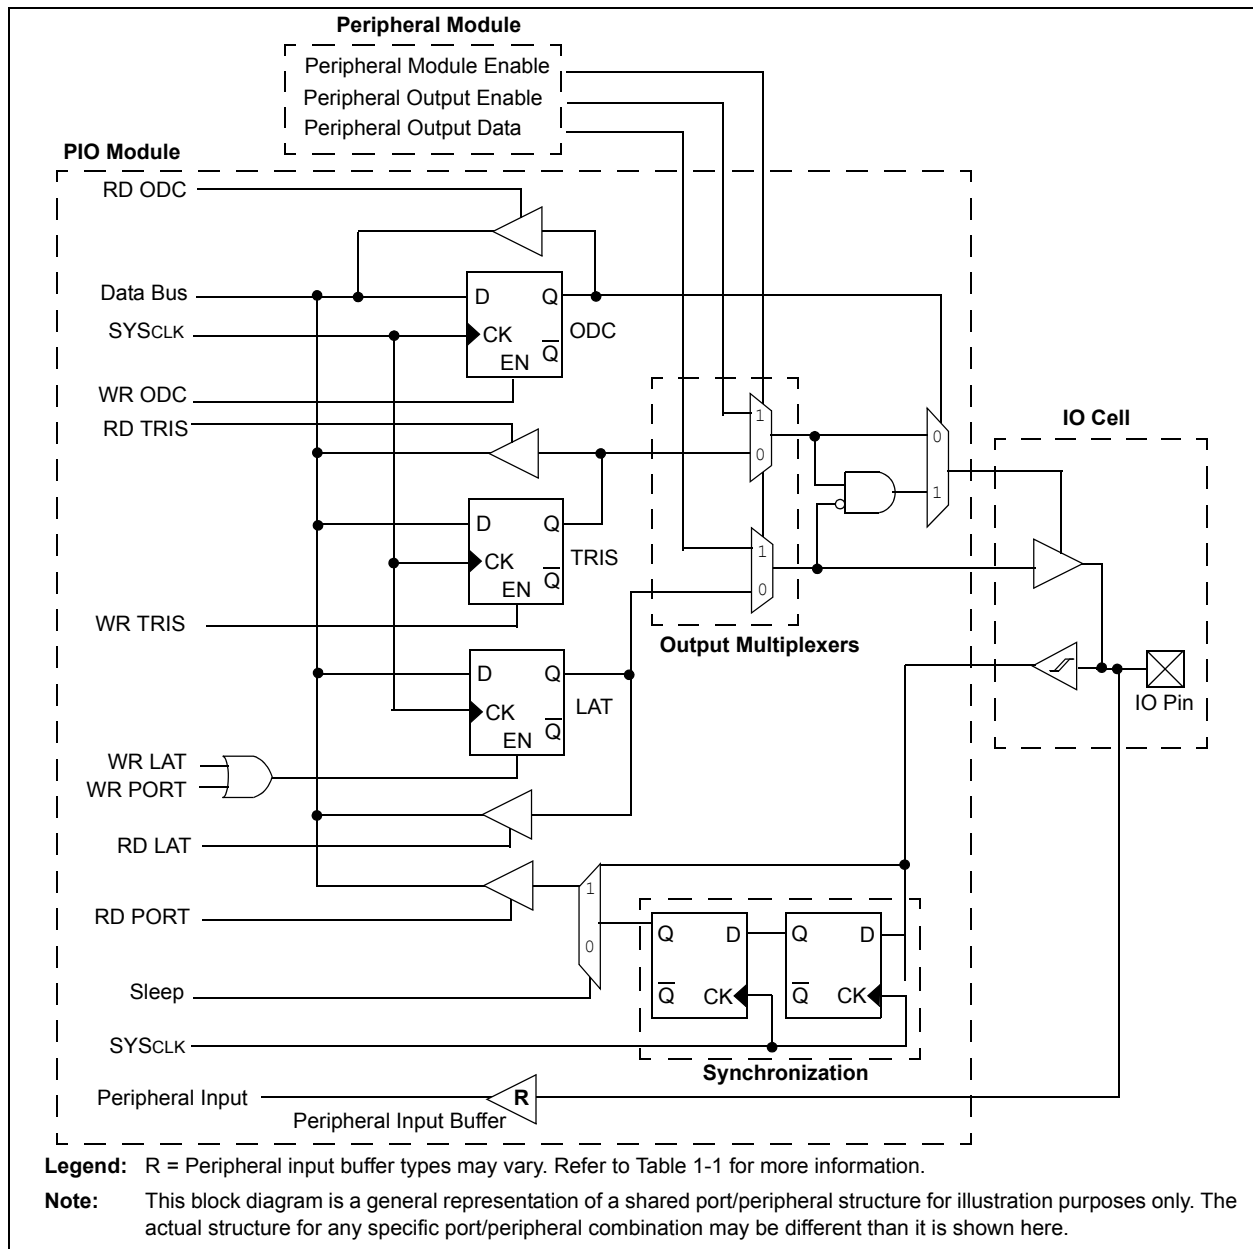 Peripheral Module
Peripheral Module Enable
Peripheral Output Enable
Peripheral Output Data
PIO Module
RD ODC
Data Bus
D
Q
SYSCLK
CK
ODC
Q
EN
WR ODC
RD TRIS
1
0
0
1
IO Cell
D
Q
CK
TRIS
Q
EN
1
0
WR TRIS
Output Multiplexers
D
Q
CK
LAT
Q
EN
IO Pin
WR LAT
WR PORT
RD LAT
1
0
RD PORT
Q
D
Q
D
Sleep
Q
CK
Q
CK
SYSCLK
Synchronization
Peripheral Input
R
Peripheral Input Buffer
Legend: R = Peripheral input buffer types may vary. Refer to Table 1-1 for more information.
Note: This block diagram is a general representation of a shared port/peripheral structure for illustration purposes only. The
actual structure for any specific port/peripheral combination may be different than it is shown here.